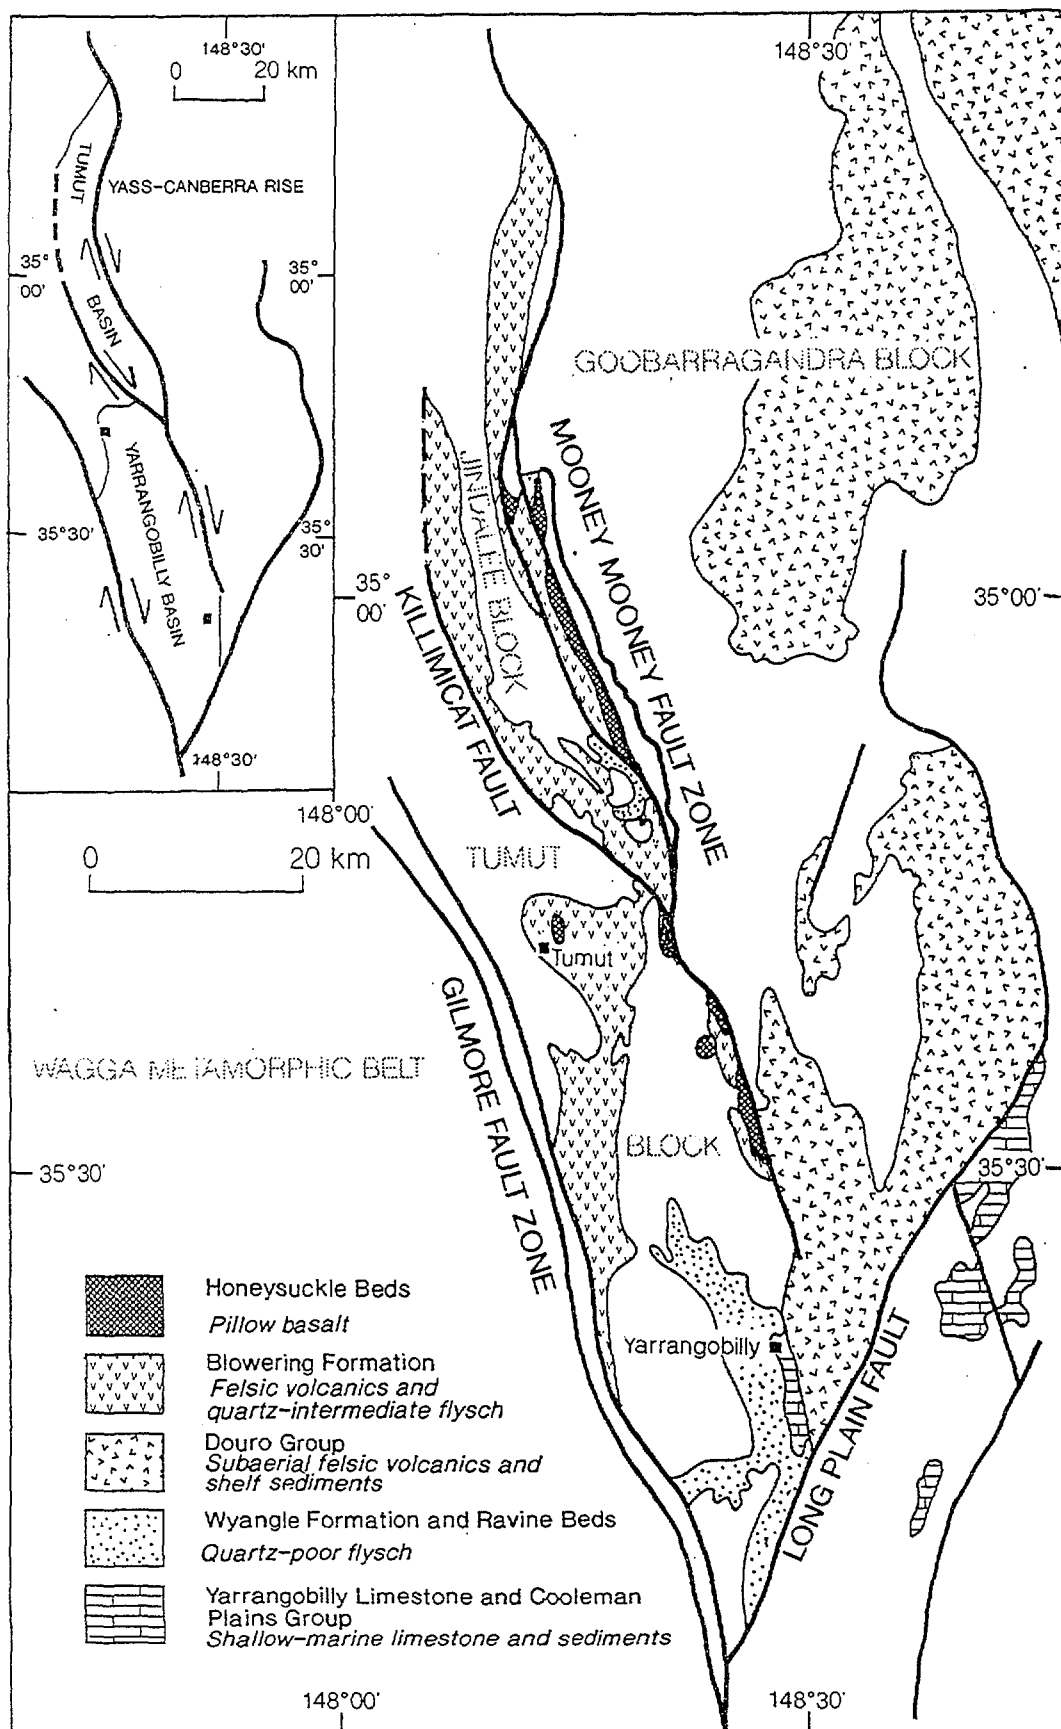 148°30'
0 20 km
TUMUT
YASS-CANBERRA RISE
35°
00'
35°
00'
BASIN
35°30'
35°
30'
YARRANGOBILLY BASIN
148°30'
148°30'
GOOBARRAGANDRA BLOCK
MOONEY MOONEY FAULT ZONE
JINDALEE BLOCK
35°
00'
35°00'
KILLIMICAT FAULT
148°00'
0 20 km
TUMUT
Tumut
GILMORE FAULT ZONE
WAGGA METAMORPHIC BELT
BLOCK
35°30'
35°30'
Yarrangobilly
LONG PLAIN FAULT
Honeysuckle Beds
Pillow basalt
Blowering Formation
Felsic volcanics and
quartz-intermediate flysch
Douro Group
Subaerial felsic volcanics and
shelf sediments
Wyangle Formation and Ravine Beds
Quartz-poor flysch
Yarrangobilly Limestone and Cooleman
Plains Group
Shallow-marine limestone and sediments
148°00'
148°30'